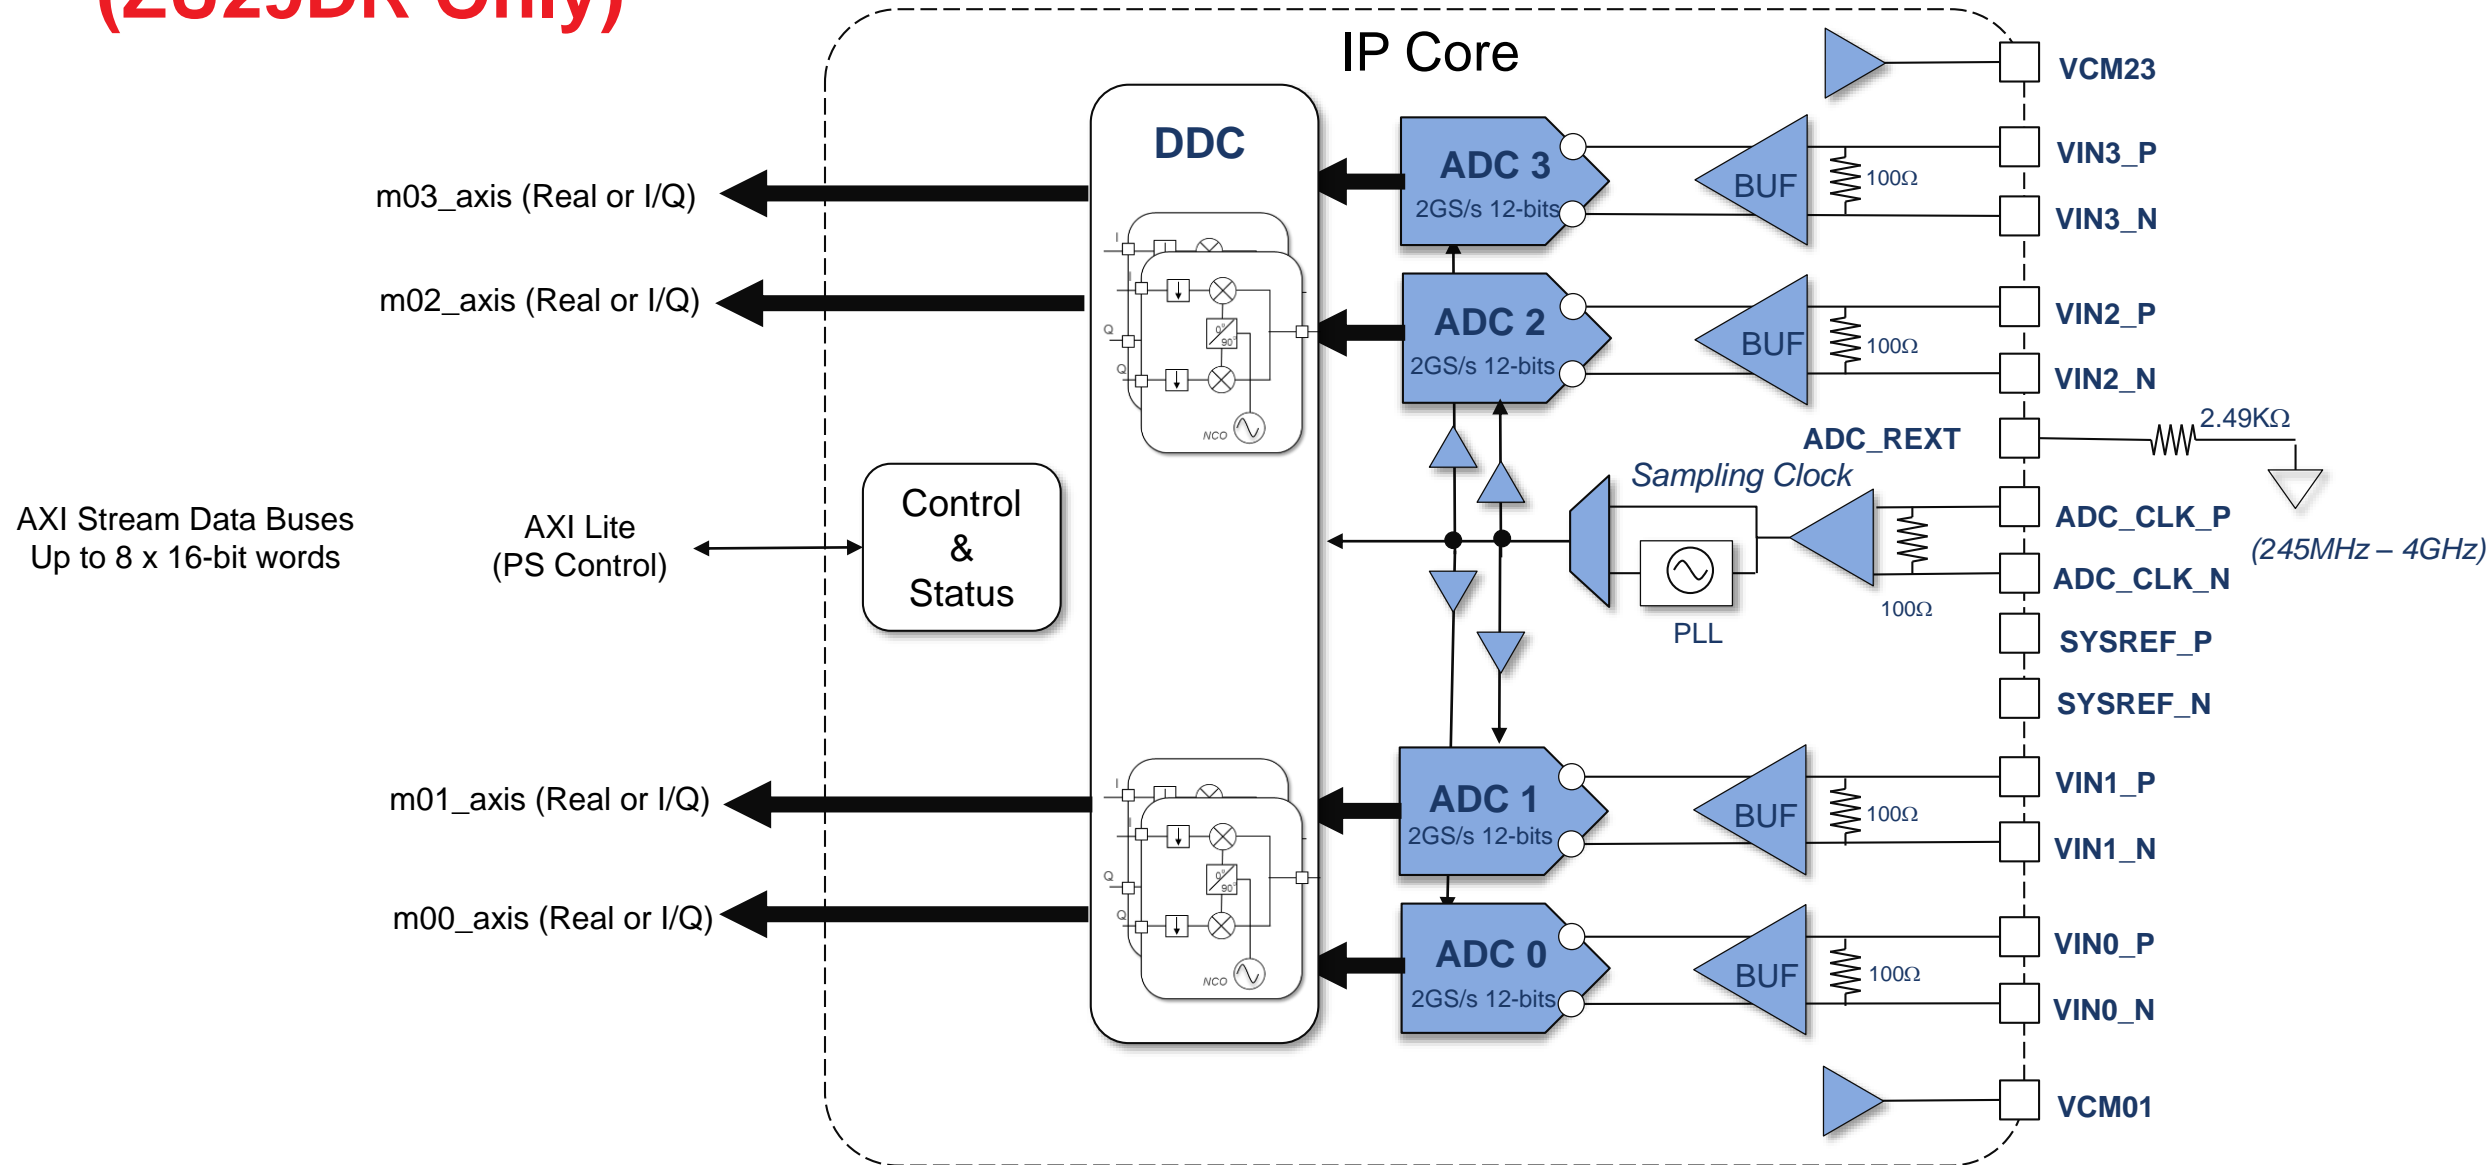 IP Core
VCM23
DDC
ADC 3
2GS/s 12-bits
BUF
100Ω
VIN3_P
VIN3_N
m03_axis (Real or I/Q)
I
m02_axis (Real or I/Q)
I
Q
Q
0°
90°
NCO
ADC 2
2GS/s 12-bits
BUF
100Ω
VIN2_P
VIN2_N
ADC_REXT
2.49KΩ
Sampling Clock
AXI Stream Data Buses
Up to 8 x 16-bit words
AXI Lite
(PS Control)
Control
&
Status
PLL
100Ω
ADC_CLK_P
(245MHz – 4GHz)
ADC_CLK_N
SYSREF_P
SYSREF_N
m01_axis (Real or I/Q)
I
I
Q
Q
0°
90°
NCO
ADC 1
2GS/s 12-bits
BUF
100Ω
VIN1_P
VIN1_N
m00_axis (Real or I/Q)
ADC 0
2GS/s 12-bits
BUF
100Ω
VIN0_P
VIN0_N
VCM01